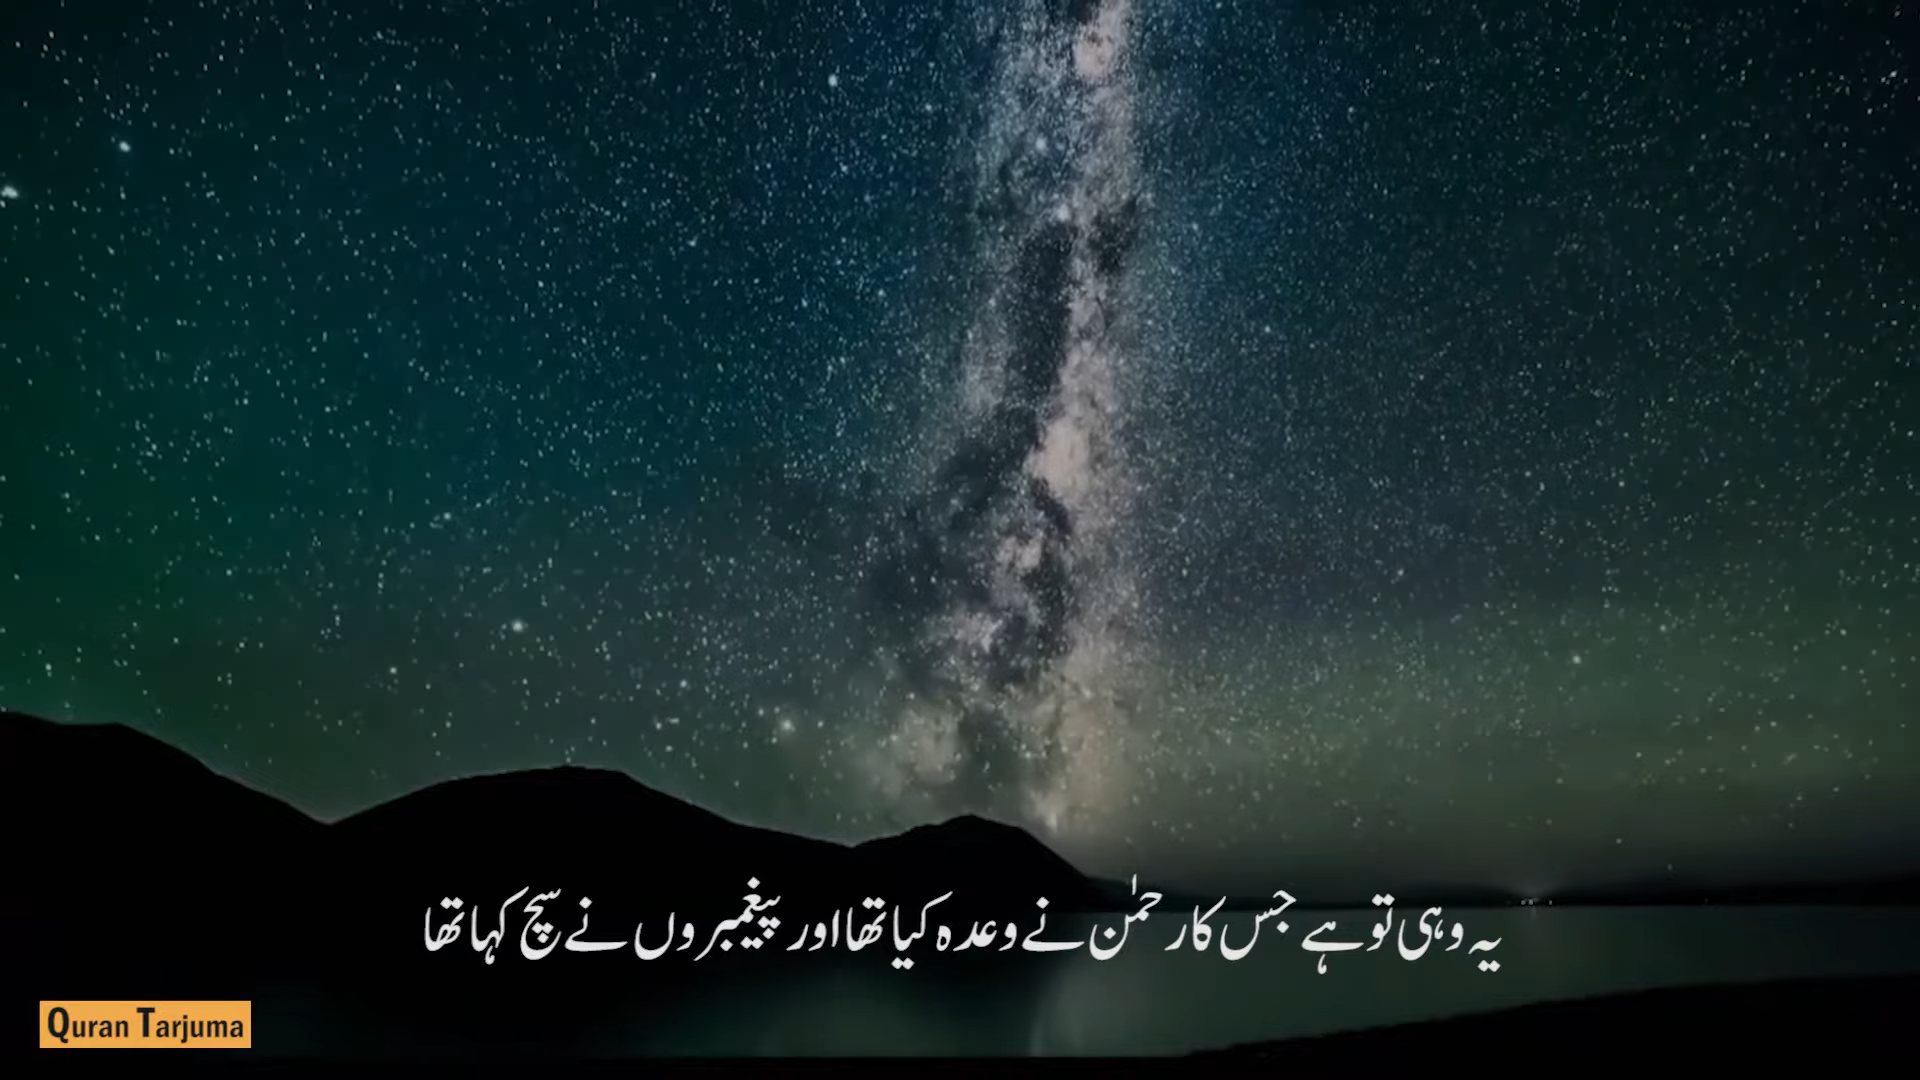 یہ وہی تو ہے جس کا رحمٰن نے وعدہ کیا تھا اور پیغمبروں نے سچ کہا تھا
Quran Tarjuma